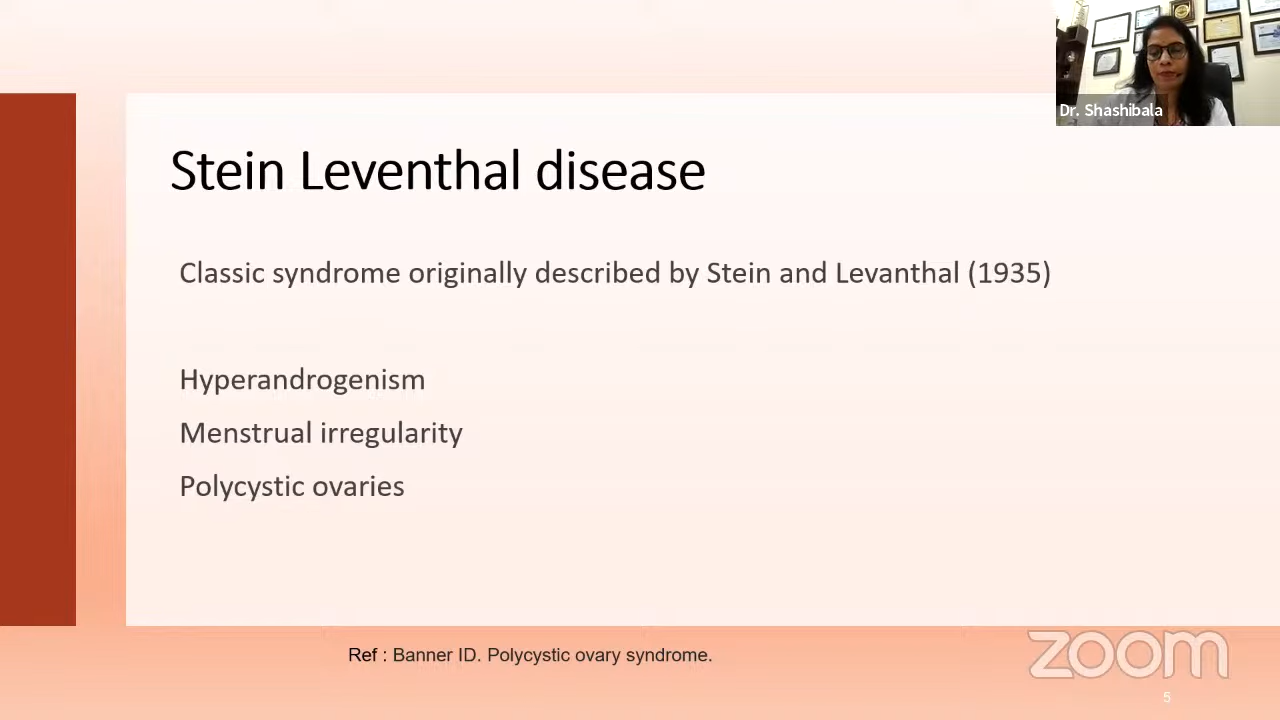 Dr. Shashibala
Stein Leventhal disease
Classic syndrome originally described by Stein and Levanthal (1935)
Hyperandrogenism
Menstrual irregularity
Polycystic ovaries
Ref : Banner ID. Polycystic ovary syndrome.
zoom
5